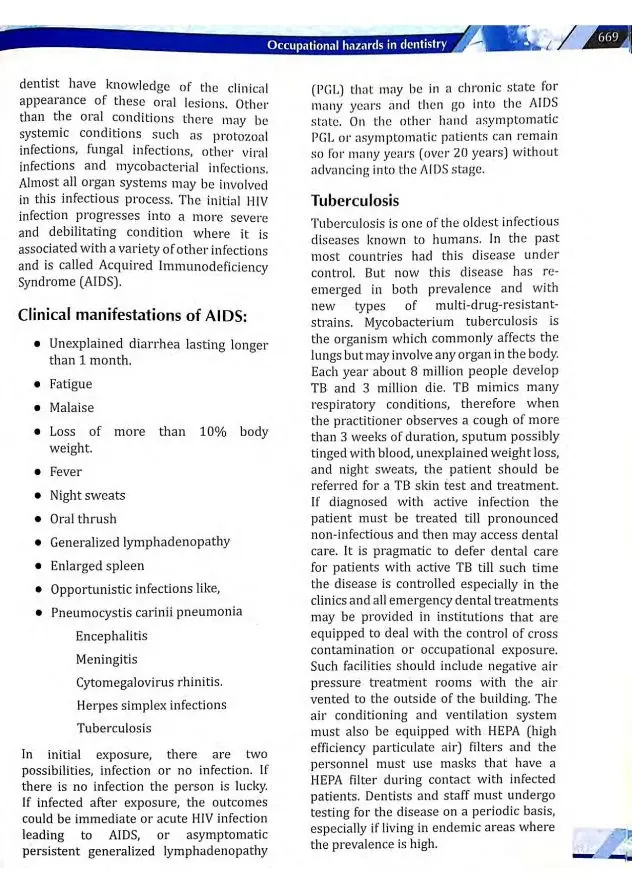 Occupational hazards in dentistry
669
dentist have knowledge of the clinical
appearance of these oral lesions. Other
than the oral conditions there may be
systemic conditions such as protozoal
infections, fungal infections, other viral
infections and mycobacterial infections.
Almost all organ systems may be involved
in this infectious process. The initial HIV
infection progresses into a more severe
and debilitating condition where it is
associated with a variety of other infections
and is called Acquired Immunodeficiency
Syndrome (AIDS).
Clinical manifestations of AIDS:
• Unexplained diarrhea lasting longer
than 1 month.
• Fatigue
• Malaise
• Loss of more than 10% body
weight.
• Fever
• Night sweats
• Oral thrush
• Generalized lymphadenopathy
• Enlarged spleen
• Opportunistic infections like,
• Pneumocystis carinii pneumonia
Encephalitis
Meningitis
Cytomegalovirus rhinitis.
Herpes simplex infections
Tuberculosis
In initial exposure, there are two
possibilities, infection or no infection. If
there is no infection the person is lucky.
If infected after exposure, the outcomes
could be immediate or acute HIV infection
leading to AIDS, or asymptomatic
persistent generalized lymphadenopathy
(PGL) that may be in a chronic state for
many years and then go into the AIDS
state. On the other hand asymptomatic
PGL or asymptomatic patients can remain
so for many years (over 20 years) without
advancing into the AIDS stage.
Tuberculosis
Tuberculosis is one of the oldest infectious
diseases known to humans. In the past
most countries had this disease under
control. But now this disease has re-
emerged in both prevalence and with
new types of multi-drug-resistant-
strains. Mycobacterium tuberculosis is
the organism which commonly affects the
lungs but may involve any organ in the body.
Each year about 8 million people develop
TB and 3 million die. TB mimics many
respiratory conditions, therefore when
the practitioner observes a cough of more
than 3 weeks of duration, sputum possibly
tinged with blood, unexplained weight loss,
and night sweats, the patient should be
referred for a TB skin test and treatment.
If diagnosed with active infection the
patient must be treated till pronounced
non-infectious and then may access dental
care. It is pragmatic to defer dental care
for patients with active TB till such time
the disease is controlled especially in the
clinics and all emergency dental treatments
may be provided in institutions that are
equipped to deal with the control of cross
contamination or occupational exposure.
Such facilities should include negative air
pressure treatment rooms with the air
vented to the outside of the building. The
air conditioning and ventilation system
must also be equipped with HEPA (high
efficiency particulate air) filters and the
personnel must use masks that have a
HEPA filter during contact with infected
patients. Dentists and staff must undergo
testing for the disease on a periodic basis,
especially if living in endemic areas where
the prevalence is high.